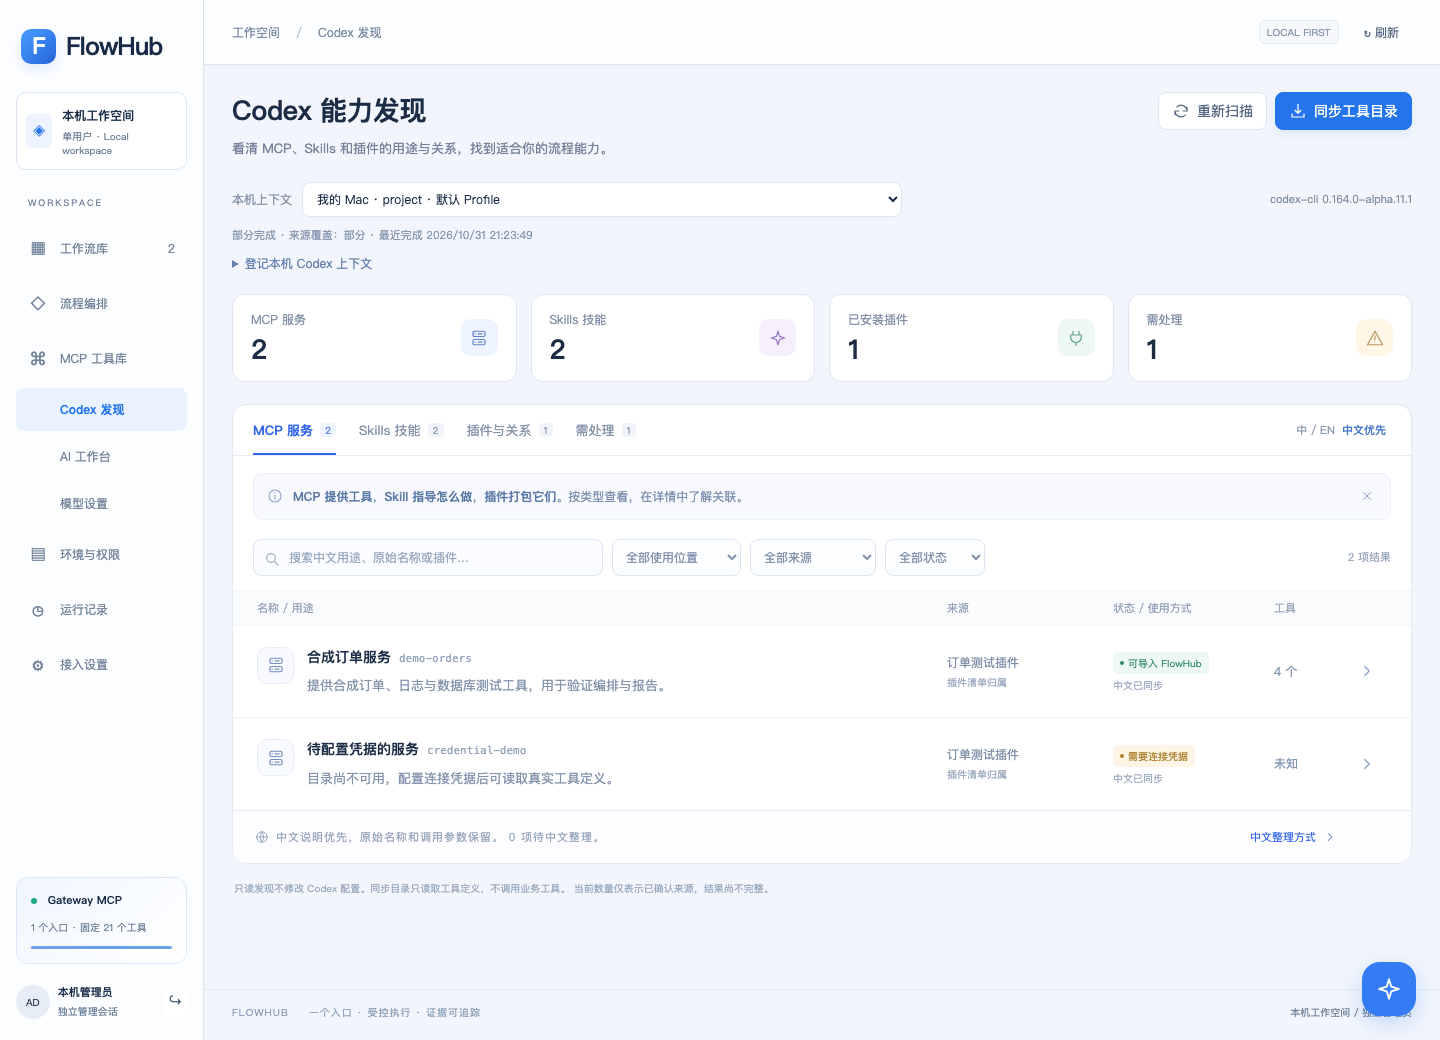 F FlowHub
本机工作空间
单用户 · Local
workspace
WORKSPACE
工作流库 2
流程编排
MCP 工具库
Codex 发现
AI 工作台
模型设置
环境与权限
运行记录
接入设置
Gateway MCP
1 个入口 · 固定 21 个工具
AD
本机管理员
独立管理会话
工作空间 / Codex 发现
LOCAL FIRST
↻ 刷新
Codex 能力发现
看清 MCP、Skills 和插件的用途与关系，找到适合你的流程能力。
重新扫描
同步工具目录
本机上下文
我的 Mac · project · 默认 Profile
codex-cli 0.164.0-alpha.11.1
部分完成 · 来源覆盖：部分 · 最近完成 2026/10/31 21:23:49
▶ 登记本机 Codex 上下文
MCP 服务
2
Skills 技能
2
已安装插件
1
需处理
1
MCP 服务 2
Skills 技能 2
插件与关系 1
需处理 1
中 / EN 中文优先
MCP 提供工具，Skill 指导怎么做，插件打包它们。按类型查看，在详情中了解关联。
搜索中文用途、原始名称或插件…
全部使用位置
全部来源
全部状态
2 项结果
名称 / 用途 来源 状态 / 使用方式 工具
合成订单服务 demo-orders
提供合成订单、日志与数据库测试工具，用于验证编排与报告。
订单测试插件
插件清单归属
可导入 FlowHub
中文已同步
4 个
待配置凭据的服务 credential-demo
目录尚不可用，配置连接凭据后可读取真实工具定义。
订单测试插件
插件清单归属
需要连接凭据
中文已同步
未知
中文说明优先，原始名称和调用参数保留。 0 项待中文整理。
中文整理方式
只读发现不修改 Codex 配置。同步目录只读取工具定义，不调用业务工具。 当前数量仅表示已确认来源，结果尚不完整。
FLOWHUB 一个入口 · 受控执行 · 证据可追踪
本机工作空间 /